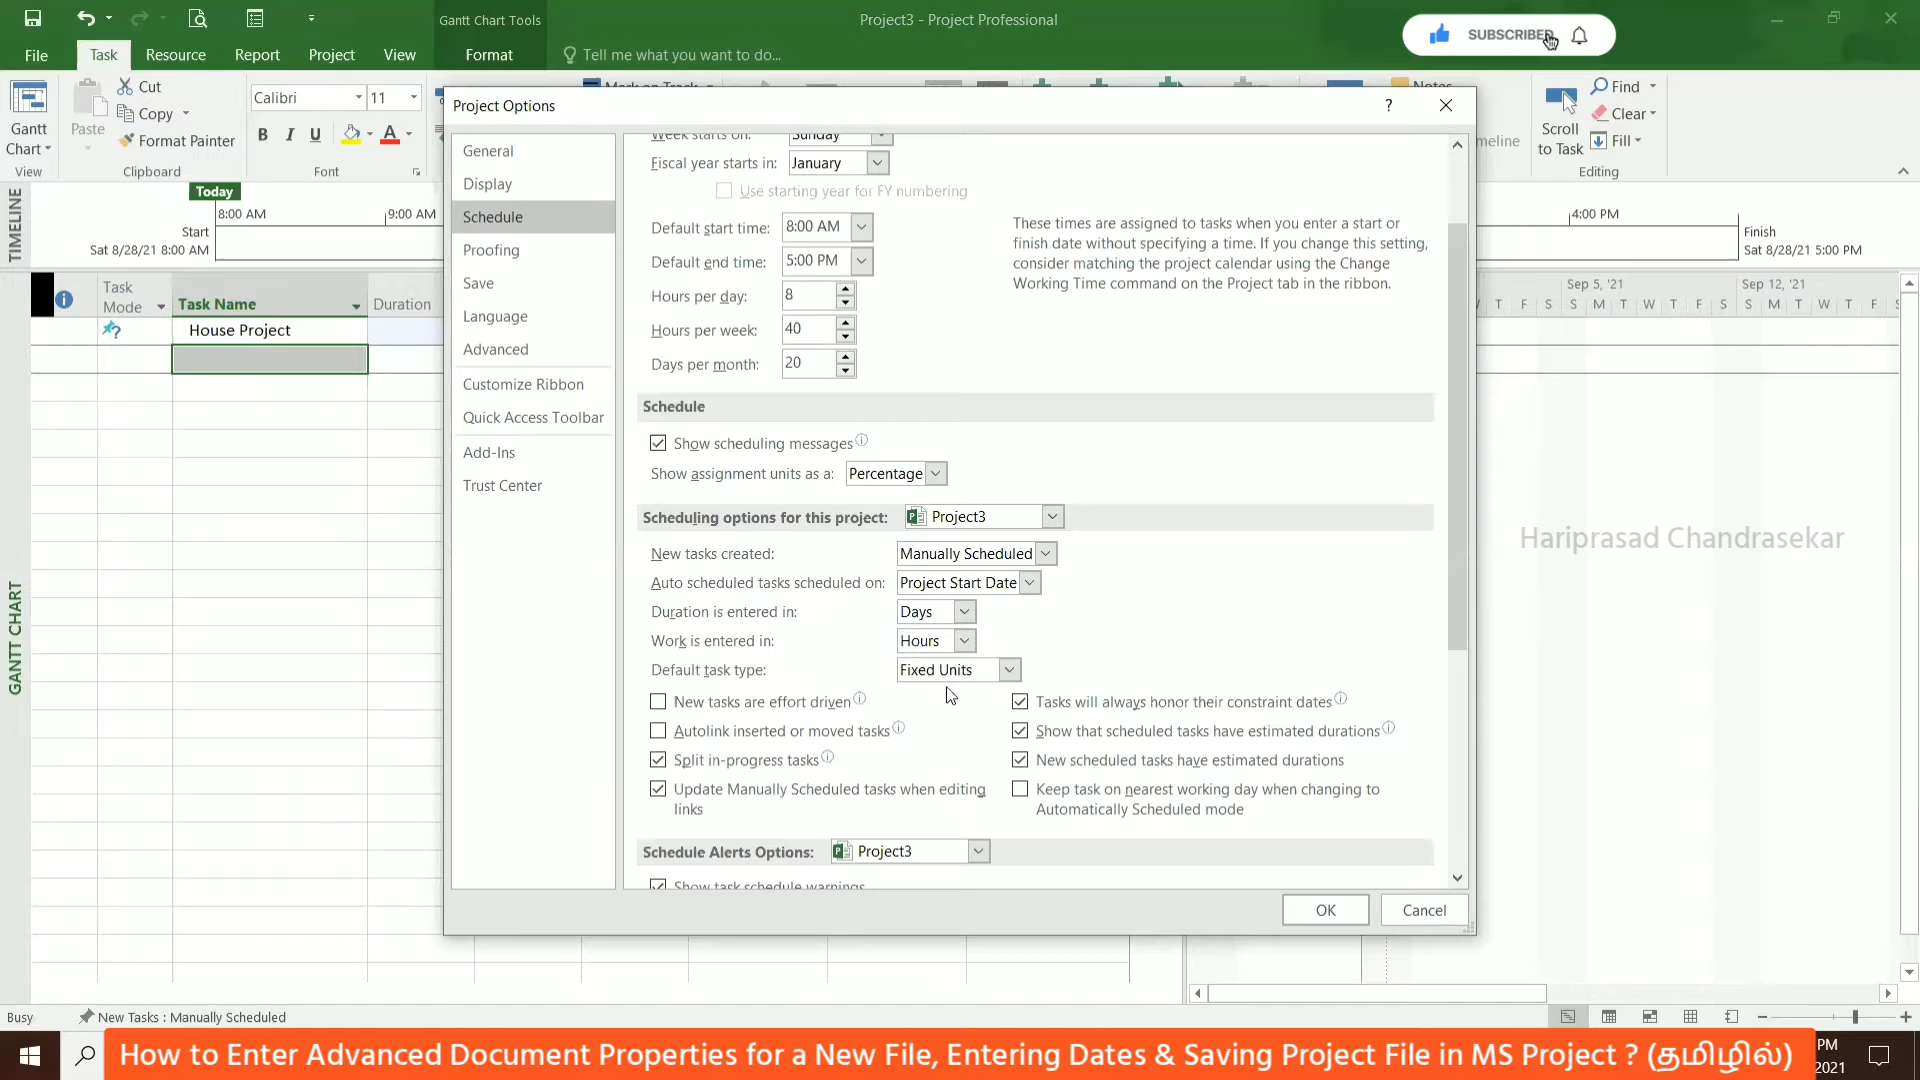 Gantt Chart Tools
Project3 - Project Professional
SUBSCRIBED
File Task Resource Report Project View Format Tell me what you want to do...
Gantt Chart
View
Paste
Cut
Copy
Format Painter
Clipboard
Calibri 11
B I U A
Font
Mark on Track
Notes
Timeline
Scroll to Task
Find
Clear
Fill
Editing
TIMELINE
Today
8:00 AM
9:00 AM
Start
Sat 8/28/21 8:00 AM
4:00 PM
Finish
Sat 8/28/21 5:00 PM
Project Options
?
General
Display
Schedule
Proofing
Save
Language
Advanced
Customize Ribbon
Quick Access Toolbar
Add-Ins
Trust Center
Week starts on: Sunday
Fiscal year starts in: January
Use starting year for FY numbering
Default start time: 8:00 AM
Default end time: 5:00 PM
Hours per day: 8
Hours per week: 40
Days per month: 20
These times are assigned to tasks when you enter a start or
finish date without specifying a time. If you change this setting,
consider matching the project calendar using the Change
Working Time command on the Project tab in the ribbon.
Schedule
Show scheduling messages
Show assignment units as a: Percentage
Scheduling options for this project: Project3
New tasks created: Manually Scheduled
Auto scheduled tasks scheduled on: Project Start Date
Duration is entered in: Days
Work is entered in: Hours
Default task type: Fixed Units
New tasks are effort driven
Autolink inserted or moved tasks
Split in-progress tasks
Update Manually Scheduled tasks when editing
links
Tasks will always honor their constraint dates
Show that scheduled tasks have estimated durations
New scheduled tasks have estimated durations
Keep task on nearest working day when changing to
Automatically Scheduled mode
Schedule Alerts Options: Project3
Show task schedule warnings
OK
Cancel
Task Mode
Task Name
Duration
House Project
GANTT CHART
Sep 5, '21
Sep 12, '21
T F S S M T W T F S S M T W T F S
Hariprasad Chandrasekar
Busy
New Tasks : Manually Scheduled
How to Enter Advanced Document Properties for a New File, Entering Dates & Saving Project File in MS Project ? (தமிழில்)
PM
2021